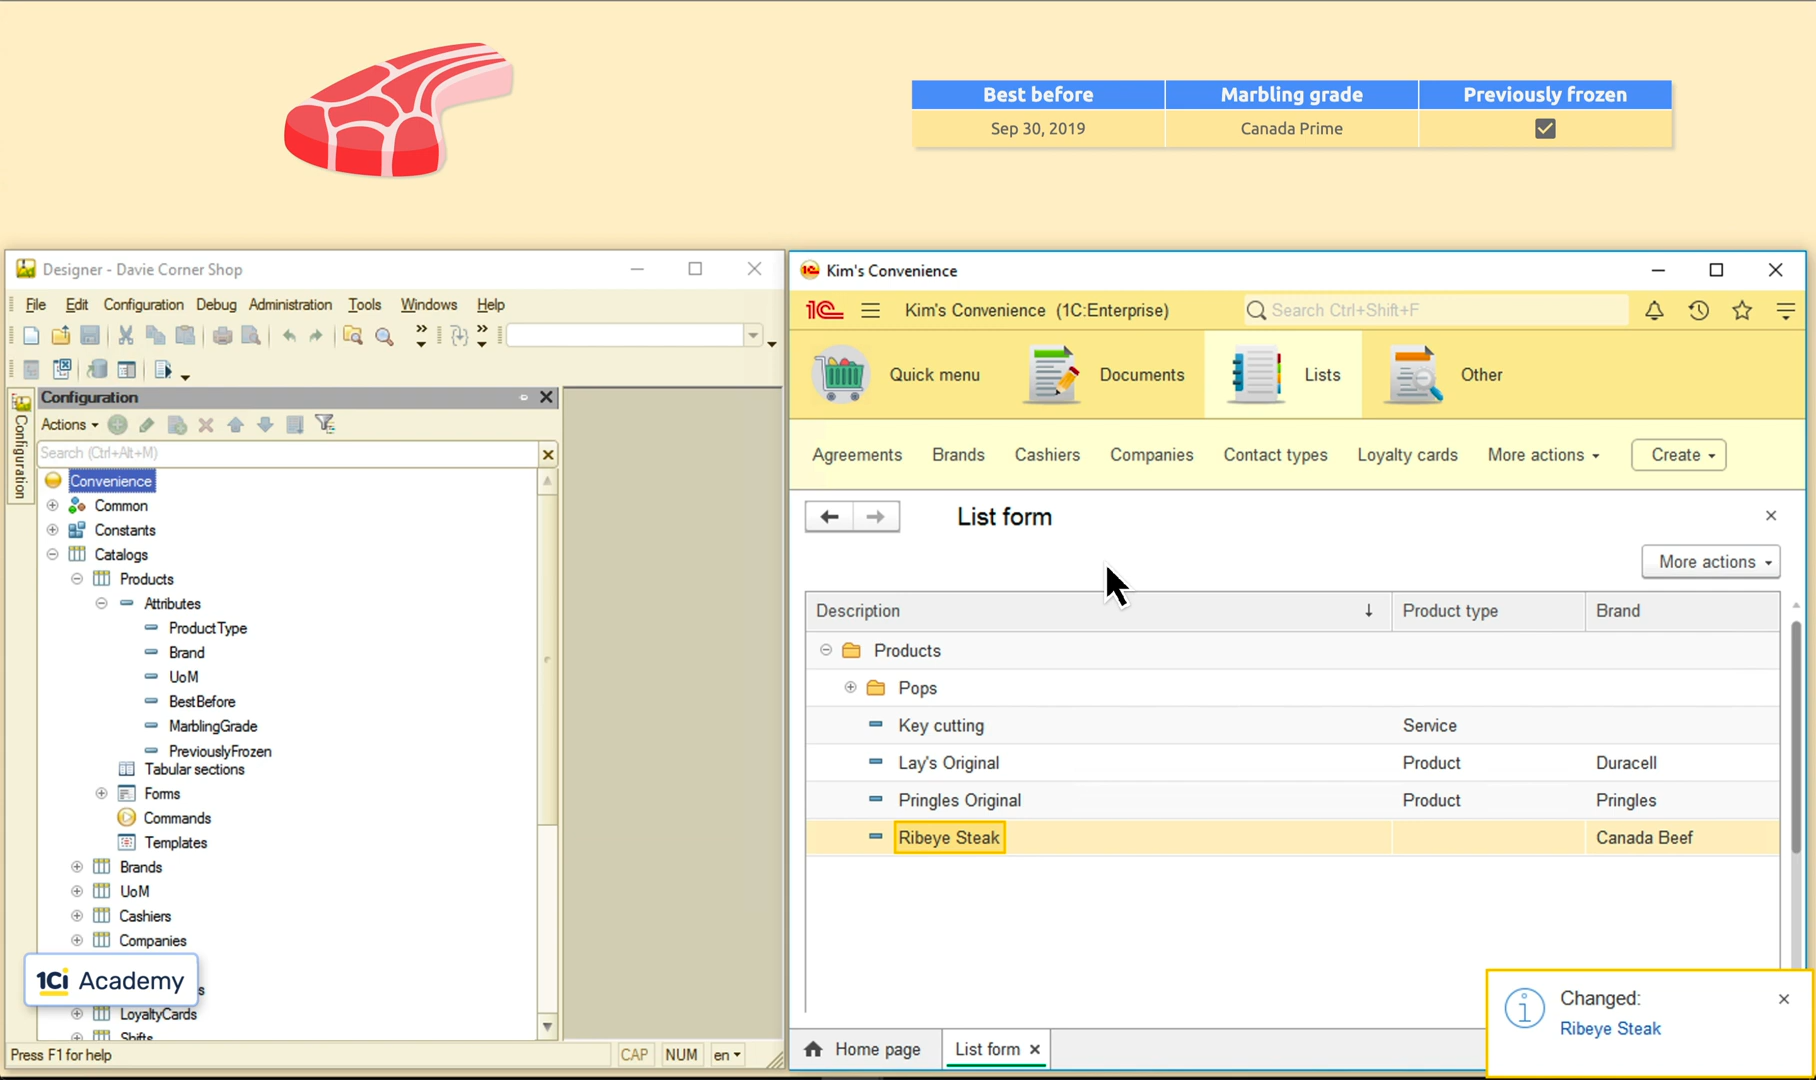 Best before Marbling grade Previously frozen
Sep 30, 2019 Canada Prime
Designer - Davie Corner Shop
File Edit Configuration Debug Administration Tools Windows Help
Configuration
Configuration
Actions
Search (Ctrl+Alt+M)
Convenience
Common
Constants
Catalogs
Products
Attributes
ProductType
Brand
UoM
BestBefore
MarblingGrade
PreviouslyFrozen
Tabular sections
Forms
Commands
Templates
Brands
UoM
Cashiers
Companies
1Ci Academy
LoyaltyCards
Shifts
Press F1 for help CAP NUM en
Kim's Convenience
1C Kim's Convenience (1C:Enterprise) Search Ctrl+Shift+F
Quick menu Documents Lists Other
Agreements Brands Cashiers Companies Contact types Loyalty cards More actions Create
List form
More actions
Description Product type Brand
Products
Pops
Key cutting Service
Lay's Original Product Duracell
Pringles Original Product Pringles
Ribeye Steak Canada Beef
Changed:
Ribeye Steak
Home page List form